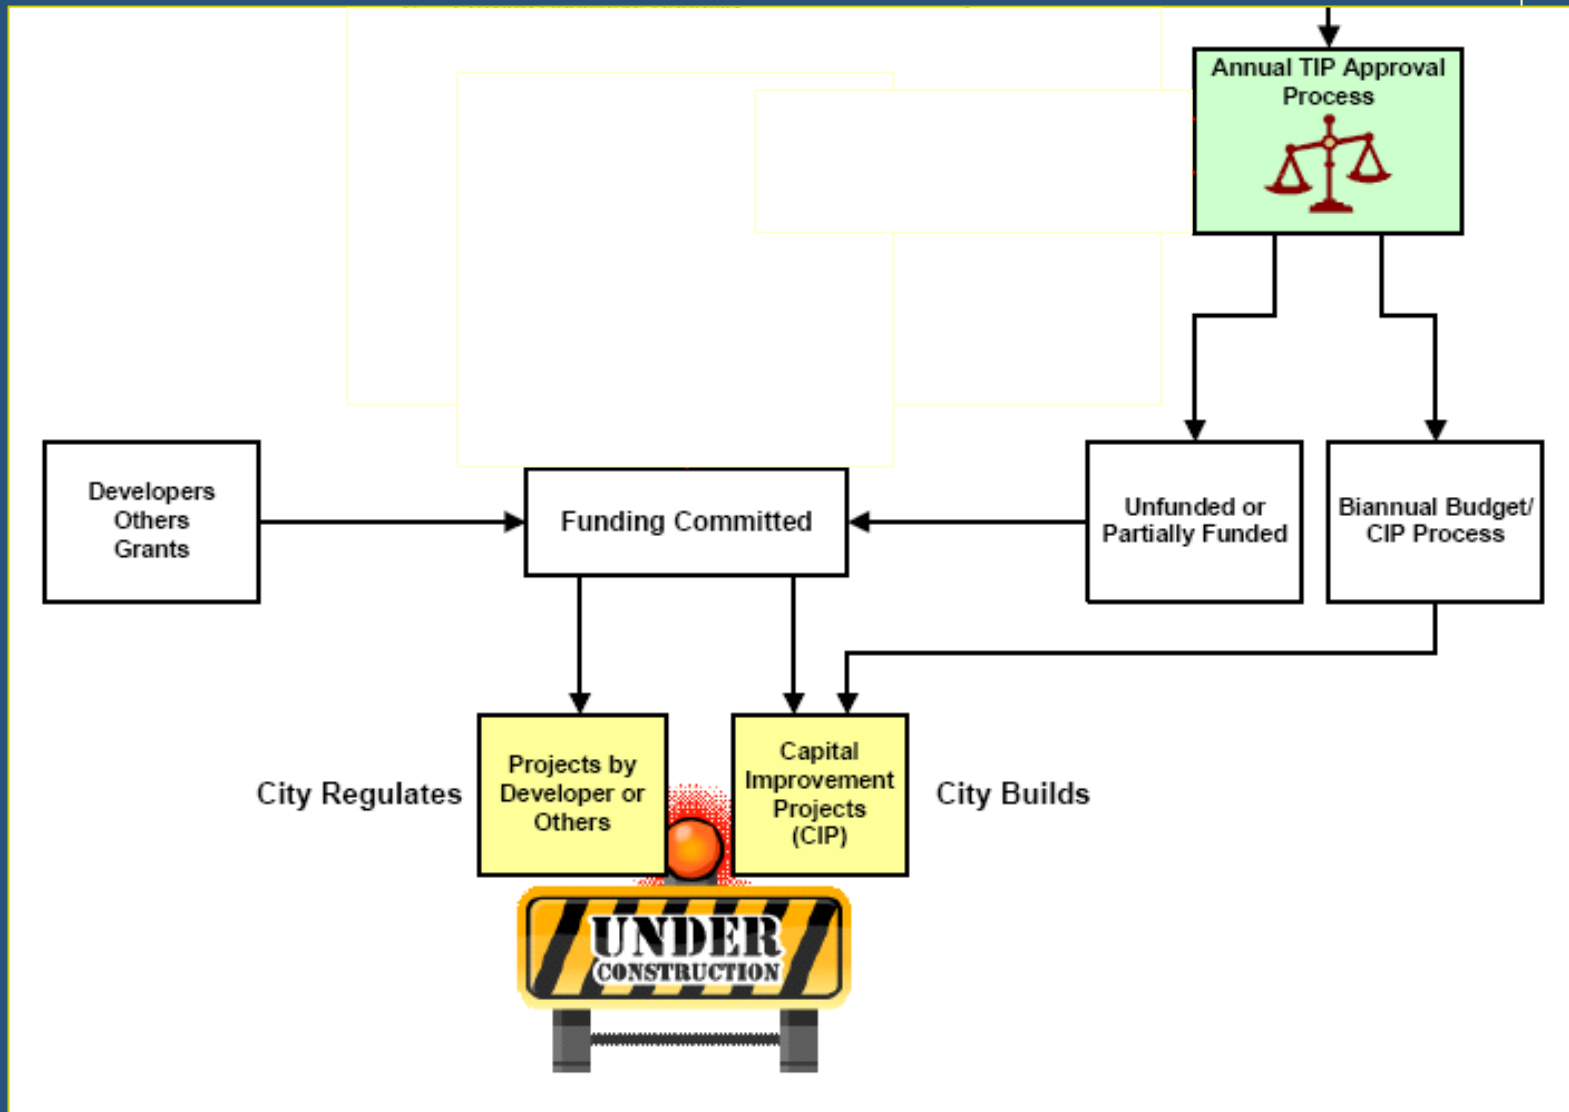 Annual TIP Approval
Process
Developers
Others
Grants
Funding Committed
Unfunded or
Partially Funded
Biannual Budget/
CIP Process
City Regulates
Projects by
Developer or
Others
Capital
Improvement
Projects
(CIP)
City Builds
UNDER
CONSTRUCTION